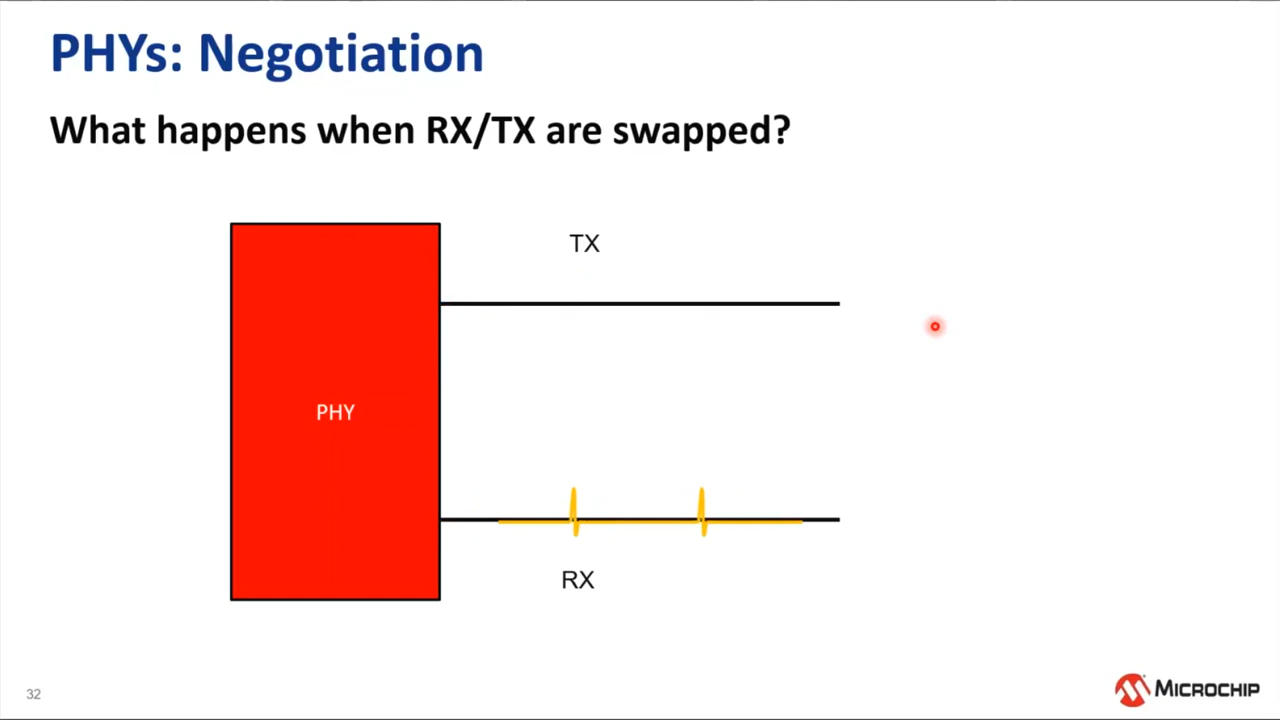 PHYs: Negotiation
What happens when RX/TX are swapped?
TX
PHY
RX
32
MICROCHIP